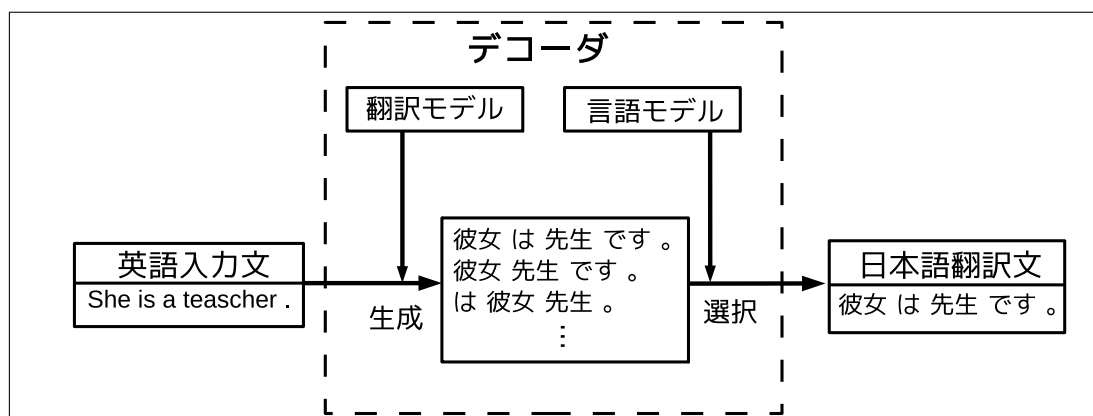 デコーダ
翻訳モデル
言語モデル
英語入力文
She is a teascher .
生成
彼女 は 先生 です 。
彼女 先生 です 。
は 彼女 先生 。
⋮
選択
日本語翻訳文
彼女 は 先生 です 。